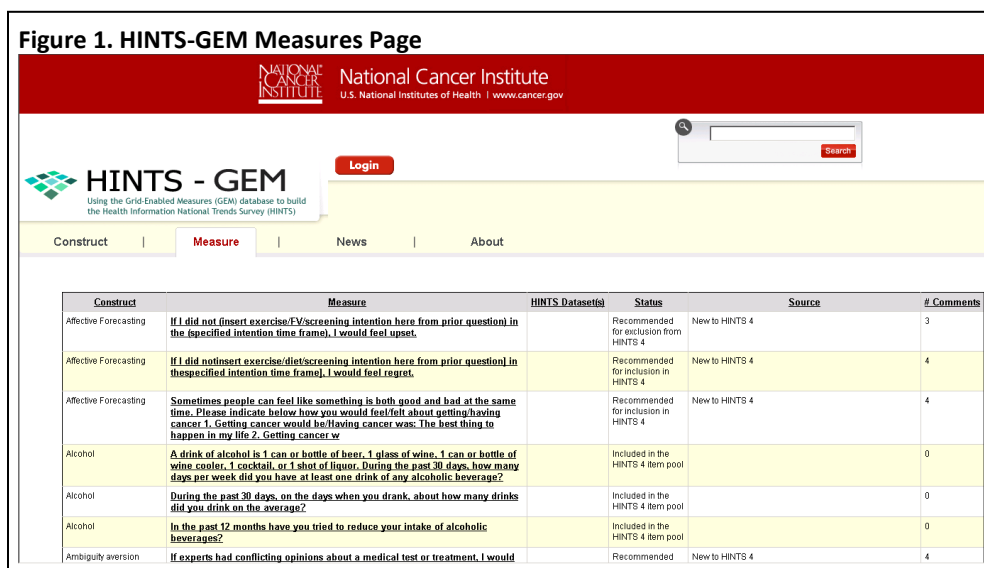 Figure 1. HINTS-GEM Measures Page
NATIONAL CANCER INSTITUTE
National Cancer Institute
U.S. National Institutes of Health | www.cancer.gov
Search
Login
HINTS - GEM
Using the Grid-Enabled Measures (GEM) database to build
the Health Information National Trends Survey (HINTS)
Construct | Measure | News | About
Construct Measure HINTS Dataset(s) Status Source # Comments
Affective Forecasting If I did not (insert exercise/FV/screening intention here from prior question) in Recommended New to HINTS 4 3
the (specified intention time frame), I would feel upset. for exclusion from
HINTS 4
Affective Forecasting If I did notinsert exercise/diet/screening intention here from prior question] in Recommended New to HINTS 4 4
thespecified intention time frame], I would feel regret. for inclusion in
HINTS 4
Affective Forecasting Sometimes people can feel like something is both good and bad at the same Recommended New to HINTS 4 4
time. Please indicate below how you would feel/felt about getting/having for inclusion in
cancer 1. Getting cancer would be/Having cancer was: The best thing to HINTS 4
happen in my life 2. Getting cancer w
Alcohol A drink of alcohol is 1 can or bottle of beer, 1 glass of wine, 1 can or bottle of Included in the 0
wine cooler, 1 cocktail, or 1 shot of liquor. During the past 30 days, how many HINTS 4 item pool
days per week did you have at least one drink of any alcoholic beverage?
Alcohol During the past 30 days, on the days when you drank, about how many drinks Included in the 0
did you drink on the average? HINTS 4 item pool
Alcohol In the past 12 months have you tried to reduce your intake of alcoholic Included in the 0
beverages? HINTS 4 item pool
Ambiguity aversion If experts had conflicting opinions about a medical test or treatment, I would Recommended New to HINTS 4 4